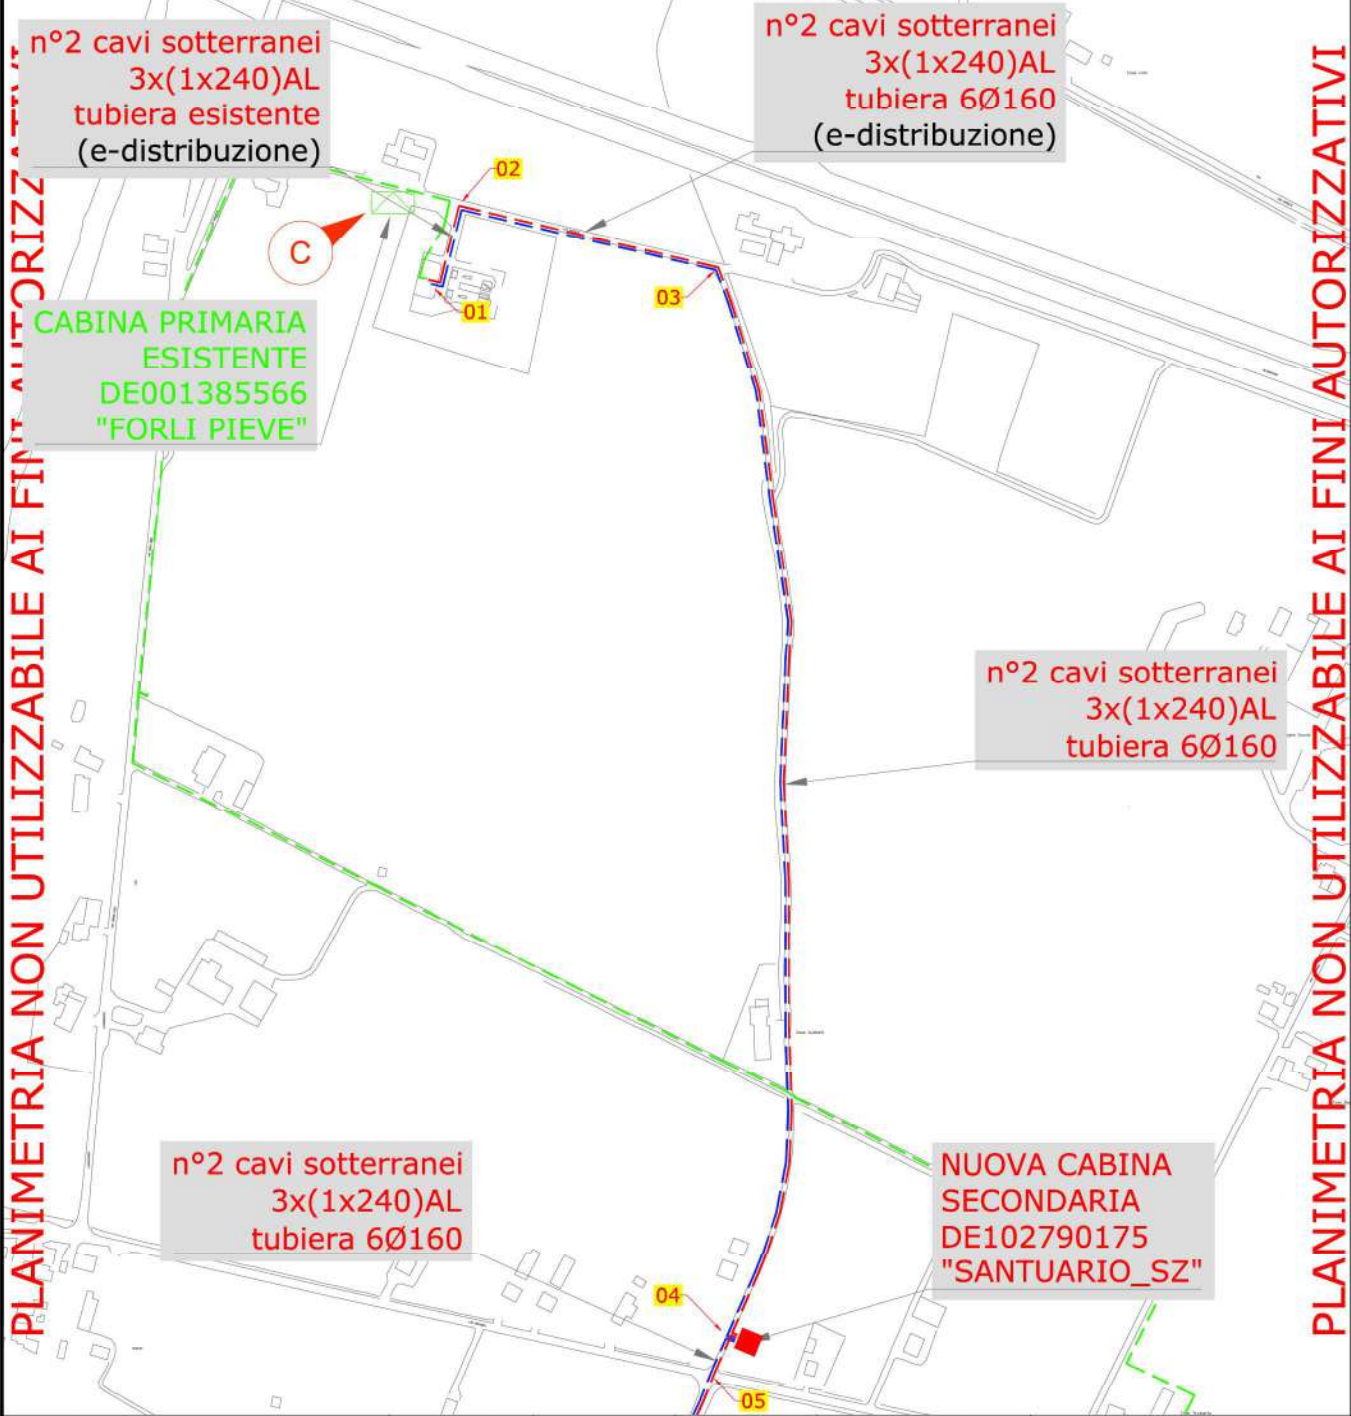 n°2 cavi sotterranei
3x(1x240)AL
tubiera esistente
(e-distribuzione)
n°2 cavi sotterranei
3x(1x240)AL
tubiera 6Ø160
(e-distribuzione)
02
C
03
01
CABINA PRIMARIA
ESISTENTE
DE001385566
"FORLI PIEVE"
PLANIMETRIA NON UTILIZZABILE AI FINI AUTORIZZATIVI
PLANIMETRIA NON UTILIZZABILE AI FINI AUTORIZZATIVI
n°2 cavi sotterranei
3x(1x240)AL
tubiera 6Ø160
n°2 cavi sotterranei
3x(1x240)AL
tubiera 6Ø160
NUOVA CABINA
SECONDARIA
DE102790175
"SANTUARIO_SZ"
04
05